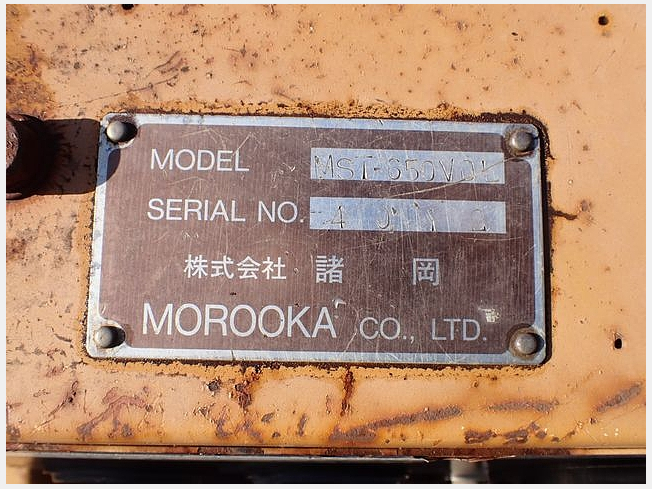 MODEL MST-650VDL
SERIAL NO.
株式会社 諸岡
MOROOKA CO., LTD.